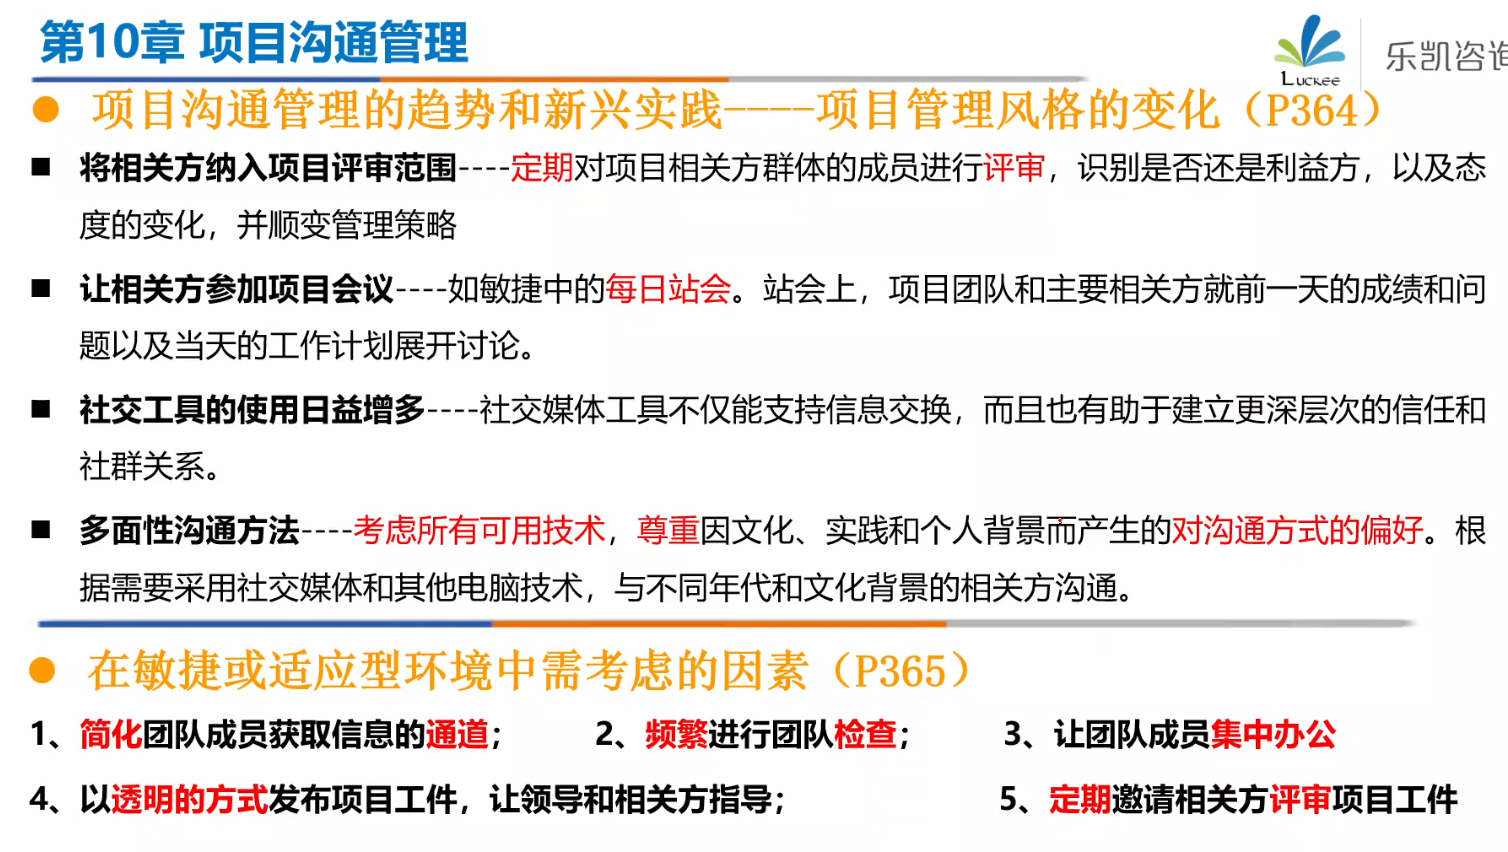 第10章 项目沟通管理
LUCKEE
乐凯咨询
● 项目沟通管理的趋势和新兴实践----项目管理风格的变化（P364）
■ 将相关方纳入项目评审范围----定期对项目相关方群体的成员进行评审，识别是否还是利益方，以及态
度的变化，并顺变管理策略
■ 让相关方参加项目会议----如敏捷中的每日站会。站会上，项目团队和主要相关方就前一天的成绩和问
题以及当天的工作计划展开讨论。
■ 社交工具的使用日益增多----社交媒体工具不仅能支持信息交换，而且也有助于建立更深层次的信任和
社群关系。
■ 多面性沟通方法----考虑所有可用技术，尊重因文化、实践和个人背景而产生的对沟通方式的偏好。根
据需要采用社交媒体和其他电脑技术，与不同年代和文化背景的相关方沟通。
● 在敏捷或适应型环境中需考虑的因素（P365）
1、简化团队成员获取信息的通道； 2、频繁进行团队检查； 3、让团队成员集中办公
4、以透明的方式发布项目工件，让领导和相关方指导； 5、定期邀请相关方评审项目工件